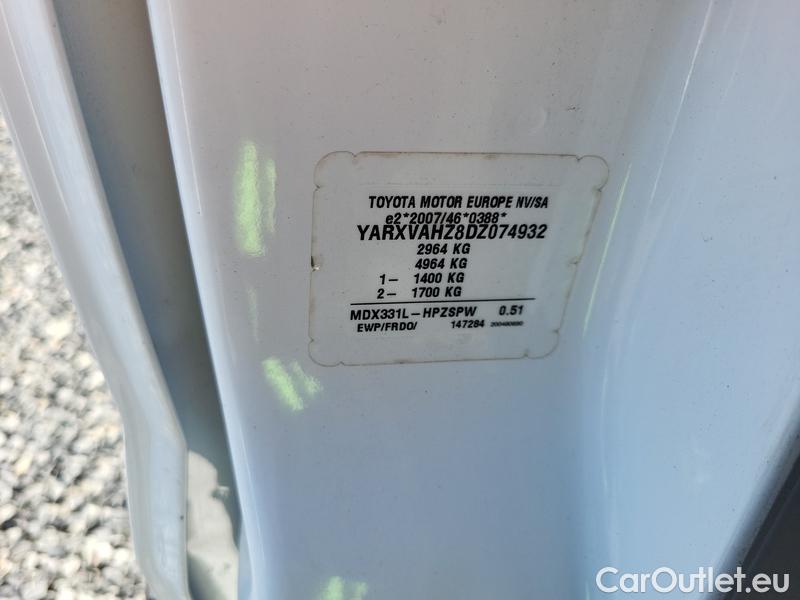 TOYOTA MOTOR EUROPE NV/SA
e2*2007/46*0388*
YARXVAHZ8DZ074932
2964 KG
4964 KG
1- 1400 KG
2- 1700 KG
MDX331L-HPZSPW 0.51
EWP/FRDO/ 147284
CarOutlet.eu